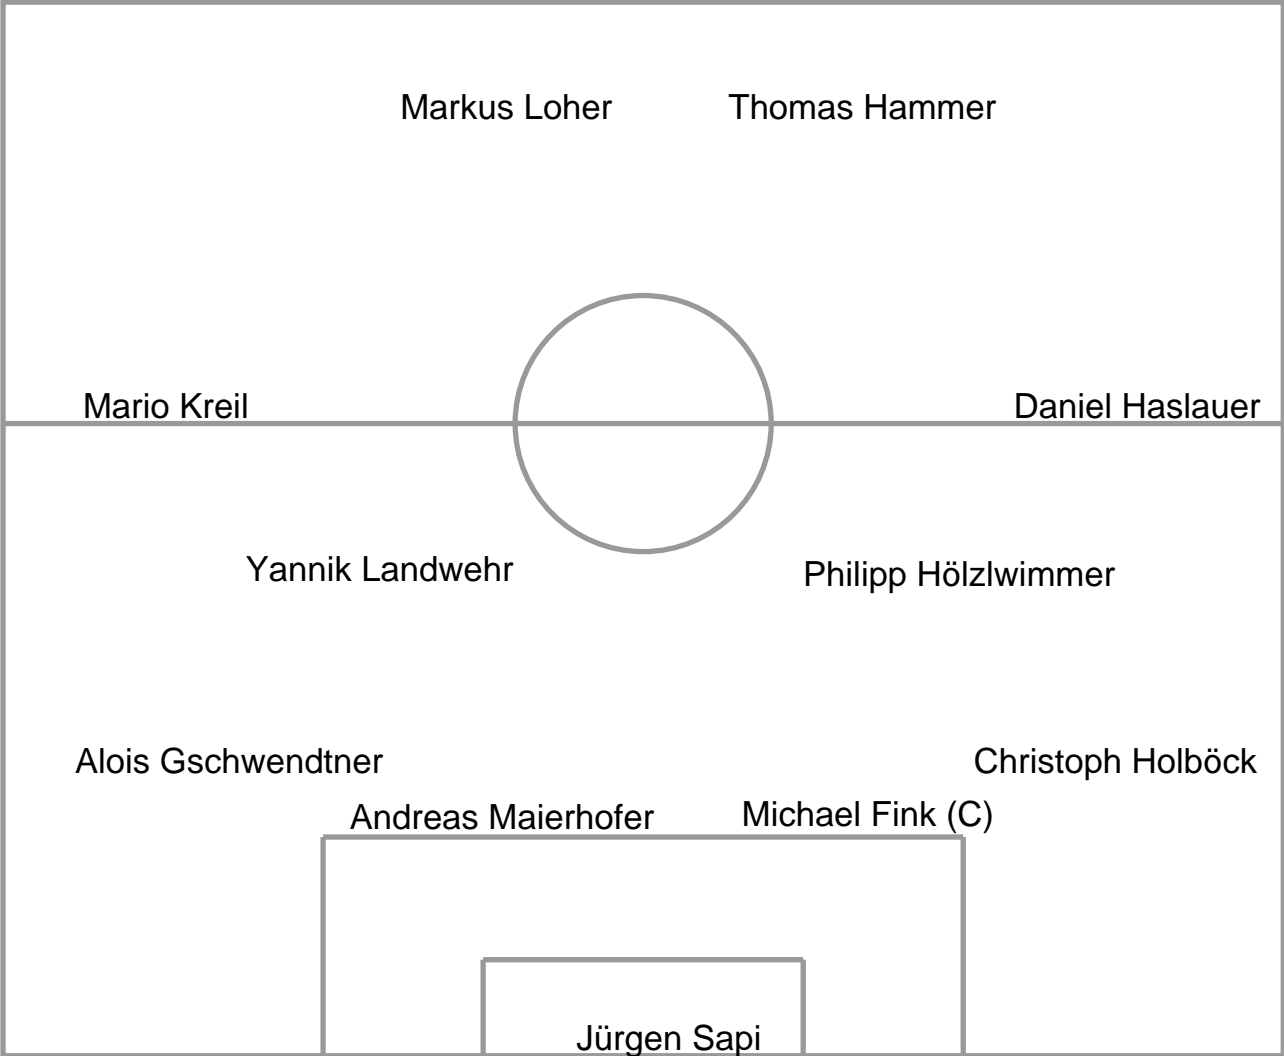 Markus Loher
Thomas Hammer
Mario Kreil
Daniel Haslauer
Yannik Landwehr
Philipp Hölzlwimmer
Alois Gschwendtner
Christoph Holböck
Andreas Maierhofer
Michael Fink (C)
Jürgen Sapi